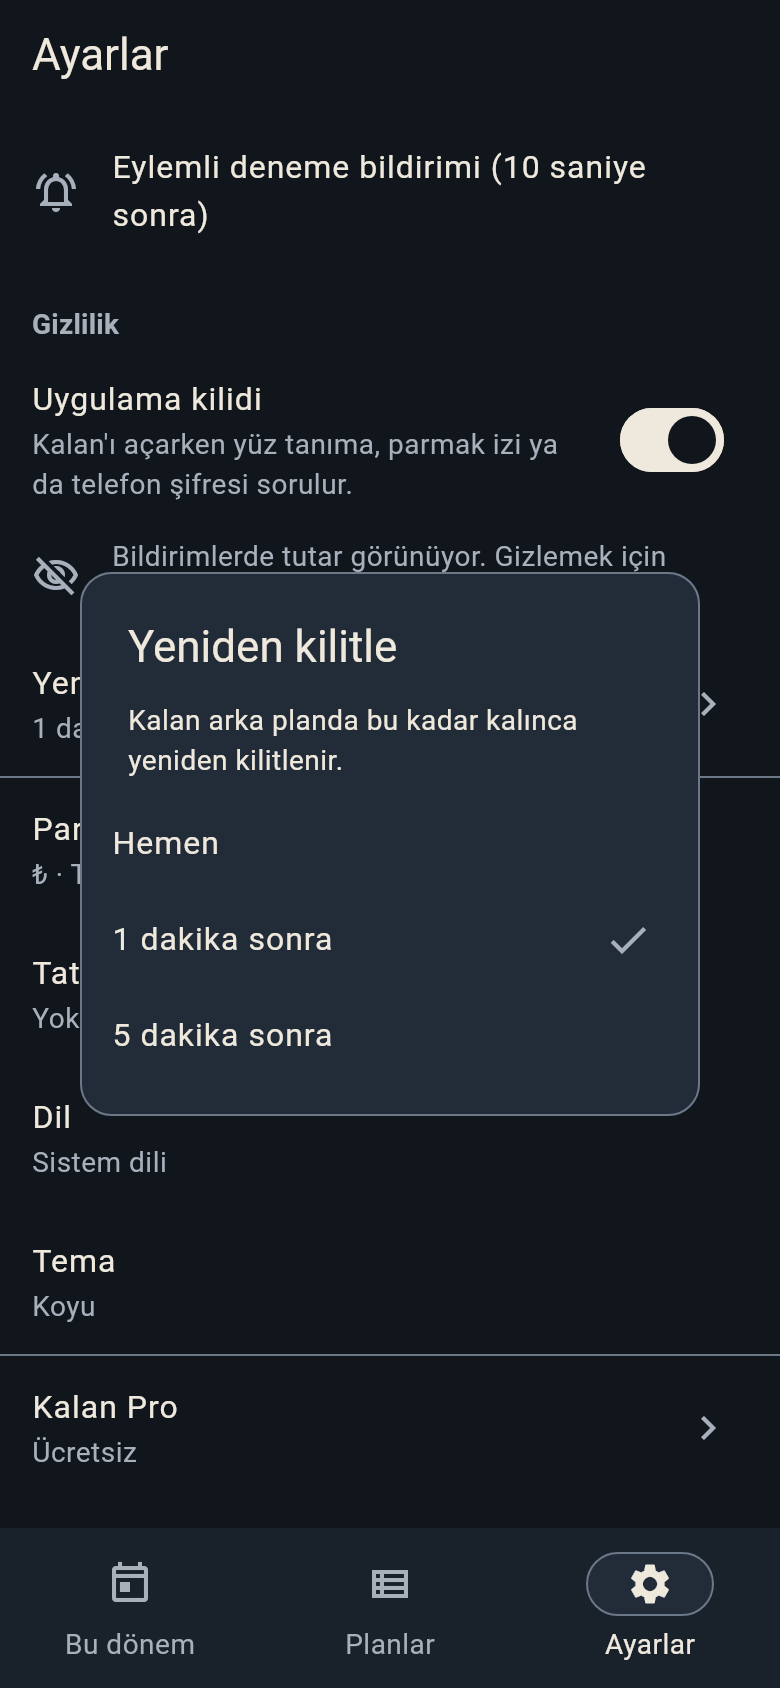 Ayarlar
Eylemli deneme bildirimi (10 saniye
sonra)
Gizlilik
Uygulama kilidi
Kalan'ı açarken yüz tanıma, parmak izi ya
da telefon şifresi sorulur.
Bildirimlerde tutar görünüyor. Gizlemek için
Yeniden kilitle
Kalan arka planda bu kadar kalınca
yeniden kilitlenir.
Hemen
1 dakika sonra
5 dakika sonra
Dil
Sistem dili
Tema
Koyu
Kalan Pro
Ücretsiz
Bu dönem
Planlar
Ayarlar